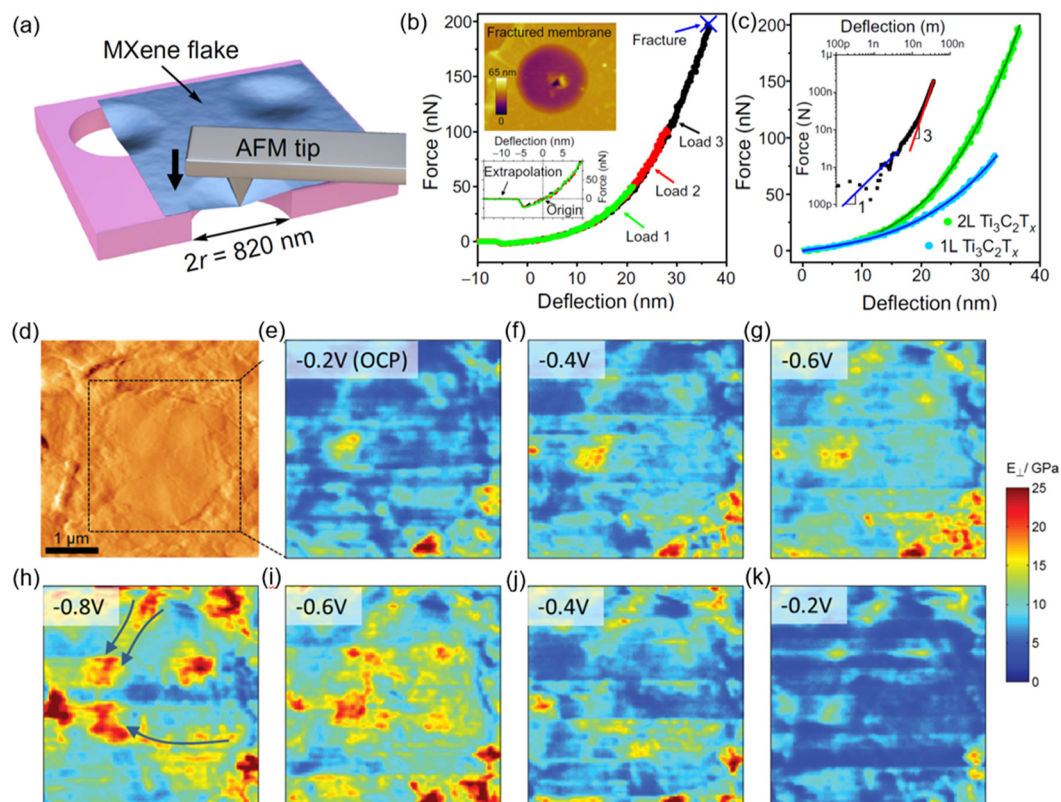 (a)
MXene flake
AFM tip
2r = 820 nm
(b)
Force (nN)
200
150
100
50
0
–10
0
10
20
30
40
Deflection (nm)
Fractured membrane
65 nm
0
Fracture
Load 3
Load 2
Load 1
Deflection (nm)
–10 –5 0 5
Extrapolation
Origin
100
50
0
Force (nN)
(c)
Force (nN)
200
150
100
50
0
0
10
20
30
40
Deflection (nm)
Deflection (m)
100p 1n 10n 100n
Force (N)
1µ
100n
10n
1n
100p
3
1
2L Ti₃C₂Tₓ
1L Ti₃C₂Tₓ
(d)
1 µm
(e)
-0.2V (OCP)
(f)
-0.4V
(g)
-0.6V
E⊥/ GPa
25
20
15
10
5
0
(h)
-0.8V
(i)
-0.6V
(j)
-0.4V
(k)
-0.2V